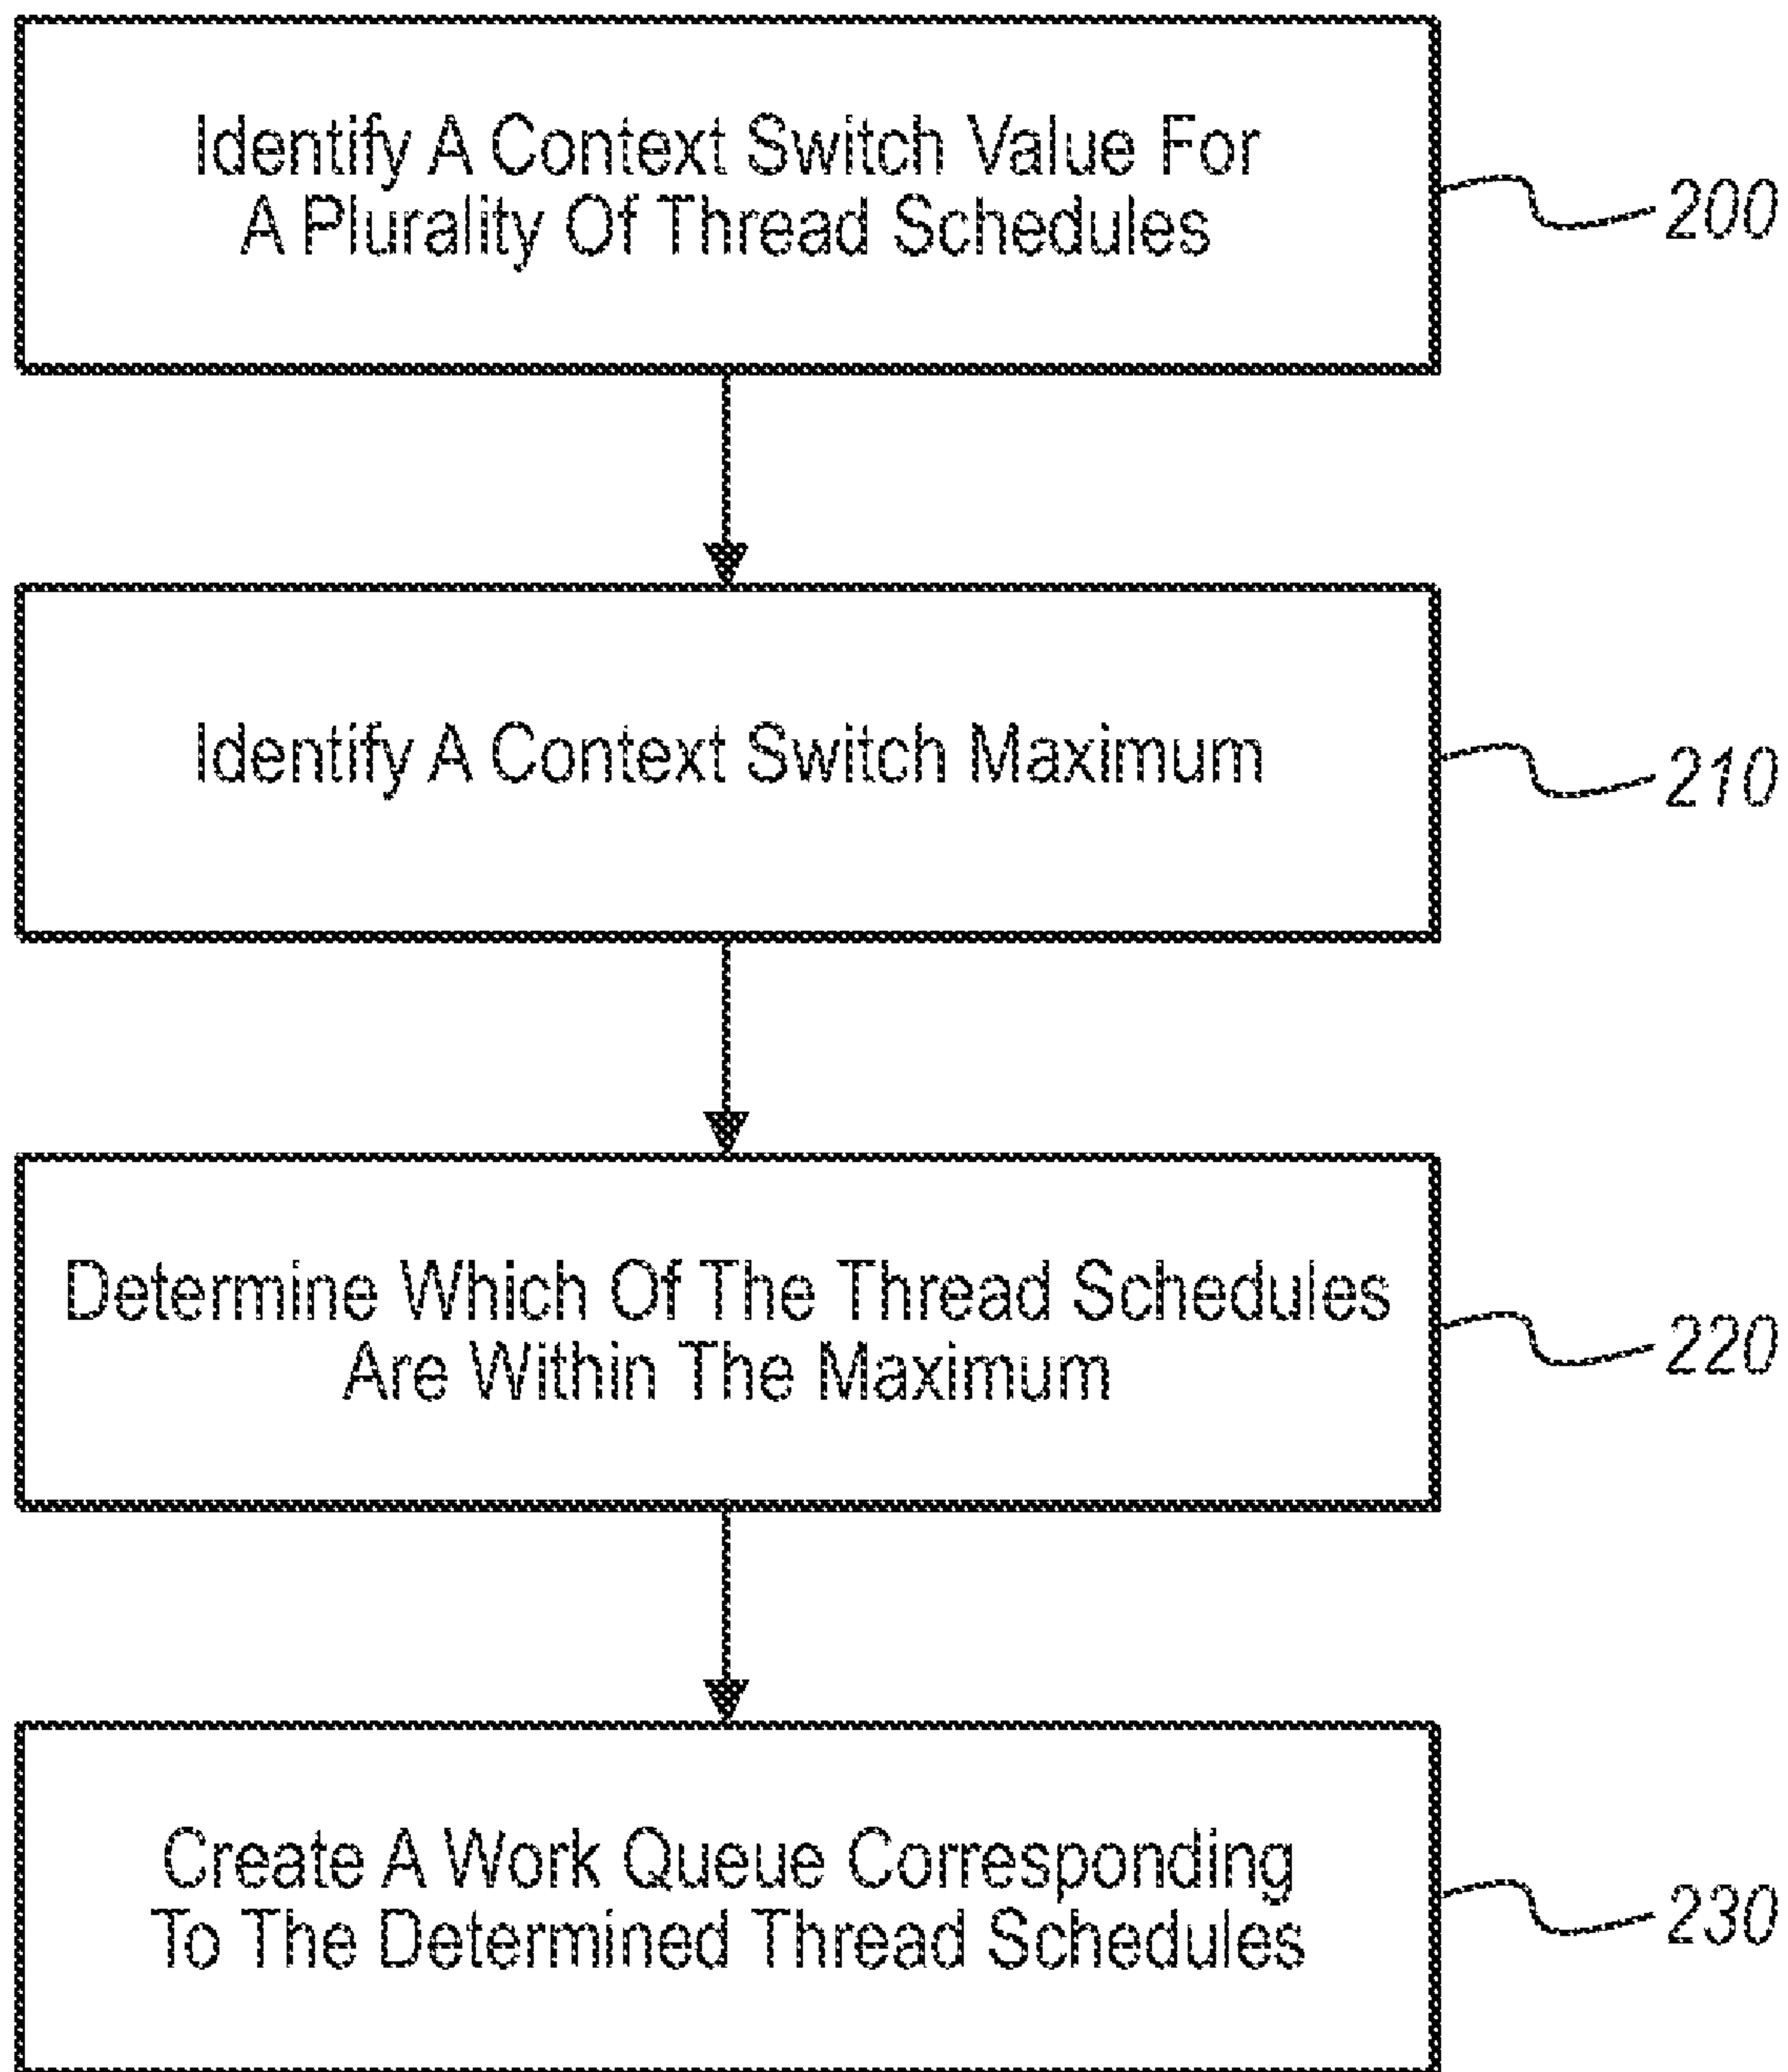 Identify A Context Switch Value For
A Plurality Of Thread Schedules
200
Identify A Context Switch Maximum
210
Determine Which Of The Thread Schedules
Are Within The Maximum
220
Create A Work Queue Corresponding
To The Determined Thread Schedules
230